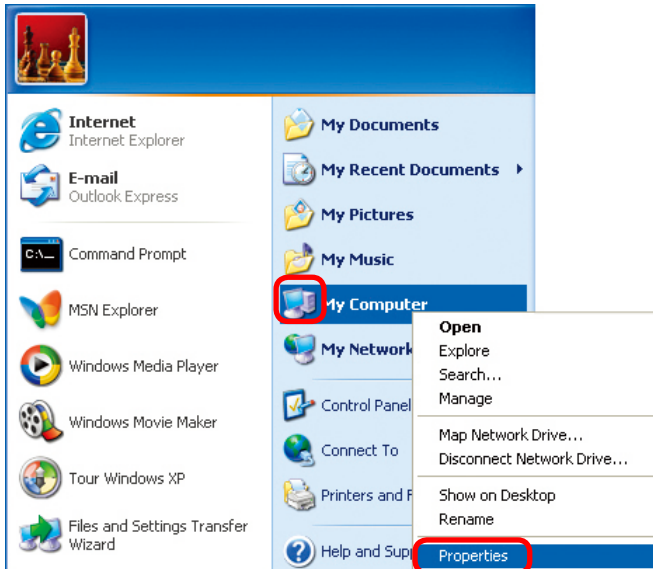 Internet
Internet Explorer
E-mail
Outlook Express
C:\_
Command Prompt
MSN Explorer
Windows Media Player
Windows Movie Maker
Tour Windows XP
Files and Settings Transfer
Wizard
My Documents
My Recent Documents
My Pictures
My Music
My Computer
My Network
Control Panel
Connect To
Printers and F
Help and Supp
Open
Explore
Search...
Manage
Map Network Drive...
Disconnect Network Drive...
Show on Desktop
Rename
Properties